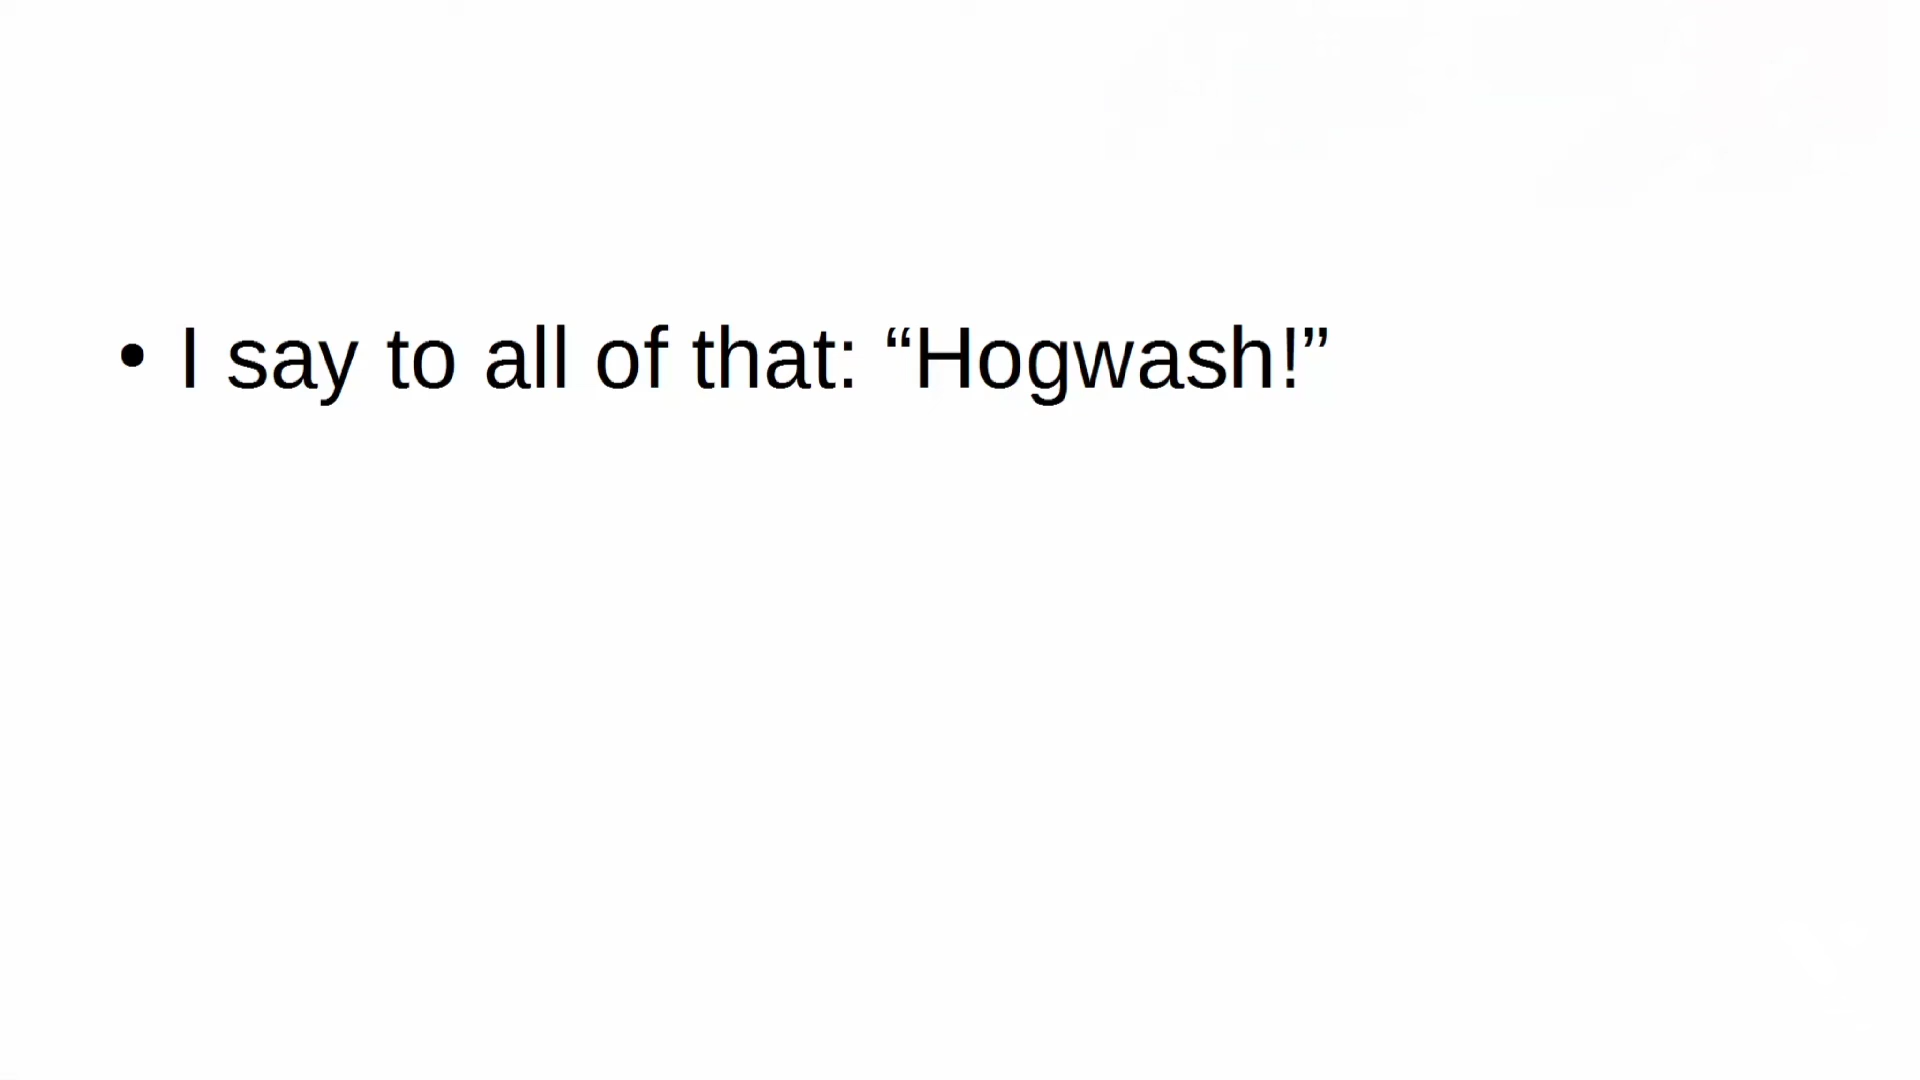 • I say to all of that: “Hogwash!”